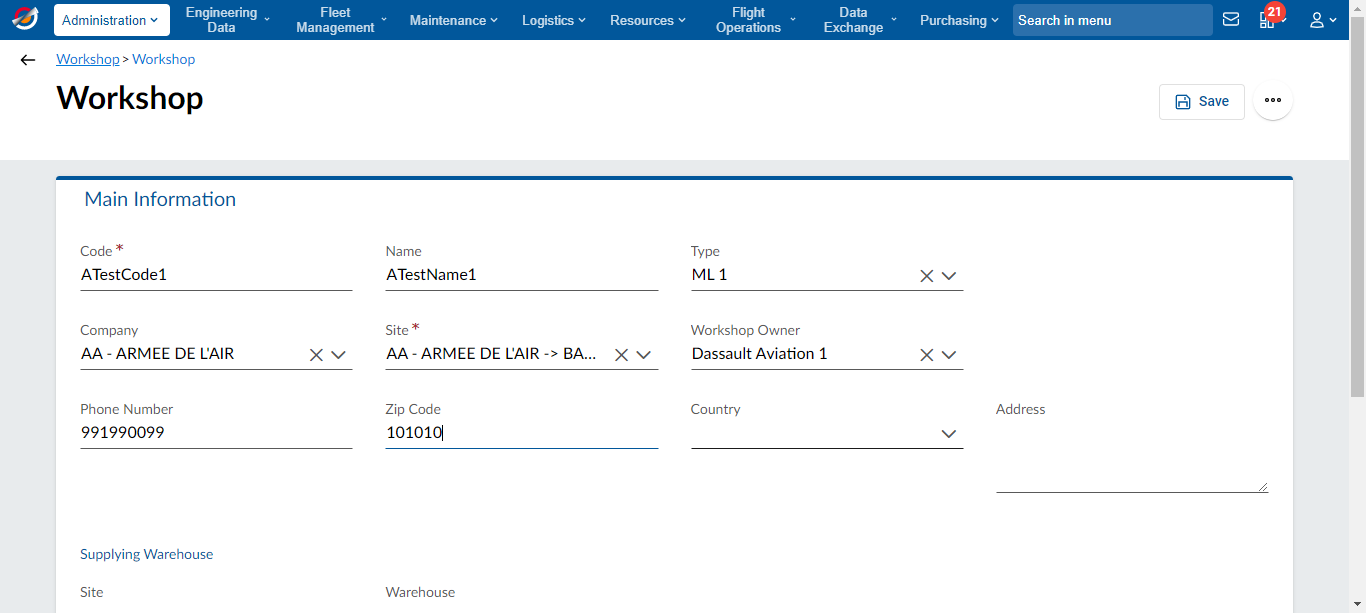 Administration
Engineering Data
Fleet Management
Maintenance
Logistics
Resources
Flight Operations
Data Exchange
Purchasing
Search in menu
21
Workshop > Workshop
Workshop
Save
Main Information
Code *
ATestCode1
Name
ATestName1
Type
ML 1
Company
AA - ARMEE DE L'AIR
Site *
AA - ARMEE DE L'AIR -> BA...
Workshop Owner
Dassault Aviation 1
Phone Number
991990099
Zip Code
101010
Country
Address
Supplying Warehouse
Site
Warehouse